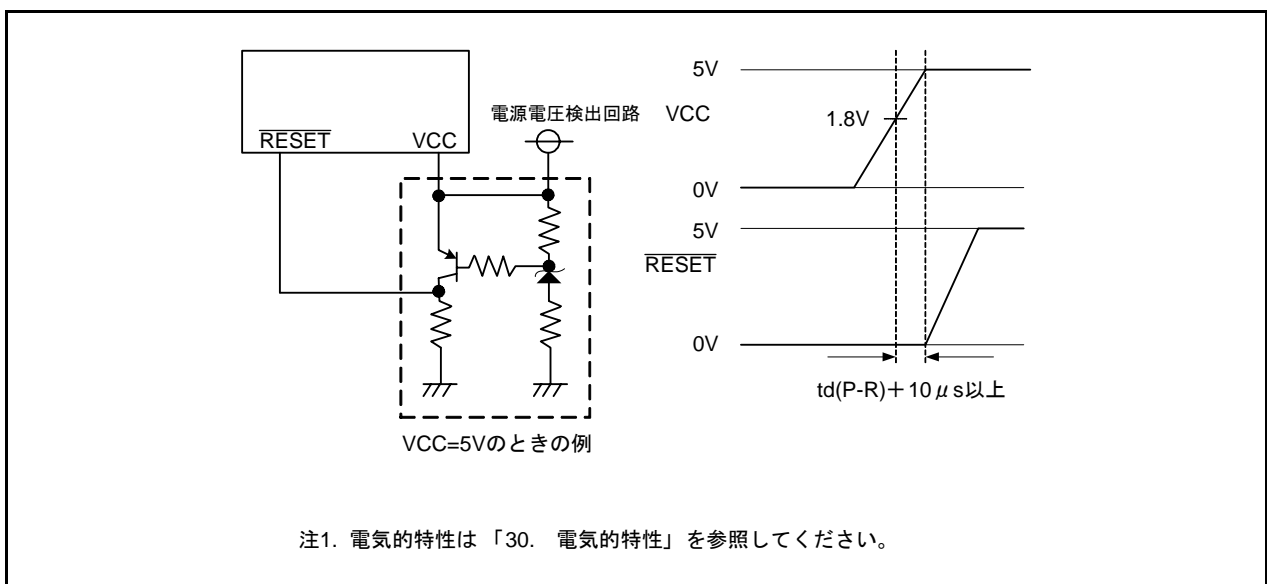 RESET VCC
電源電圧検出回路
VCC=5Vのときの例
5V
VCC
1.8V
0V
5V
RESET
0V
td(P-R)+10μs以上
注1. 電気的特性は「30. 電気的特性」を参照してください。